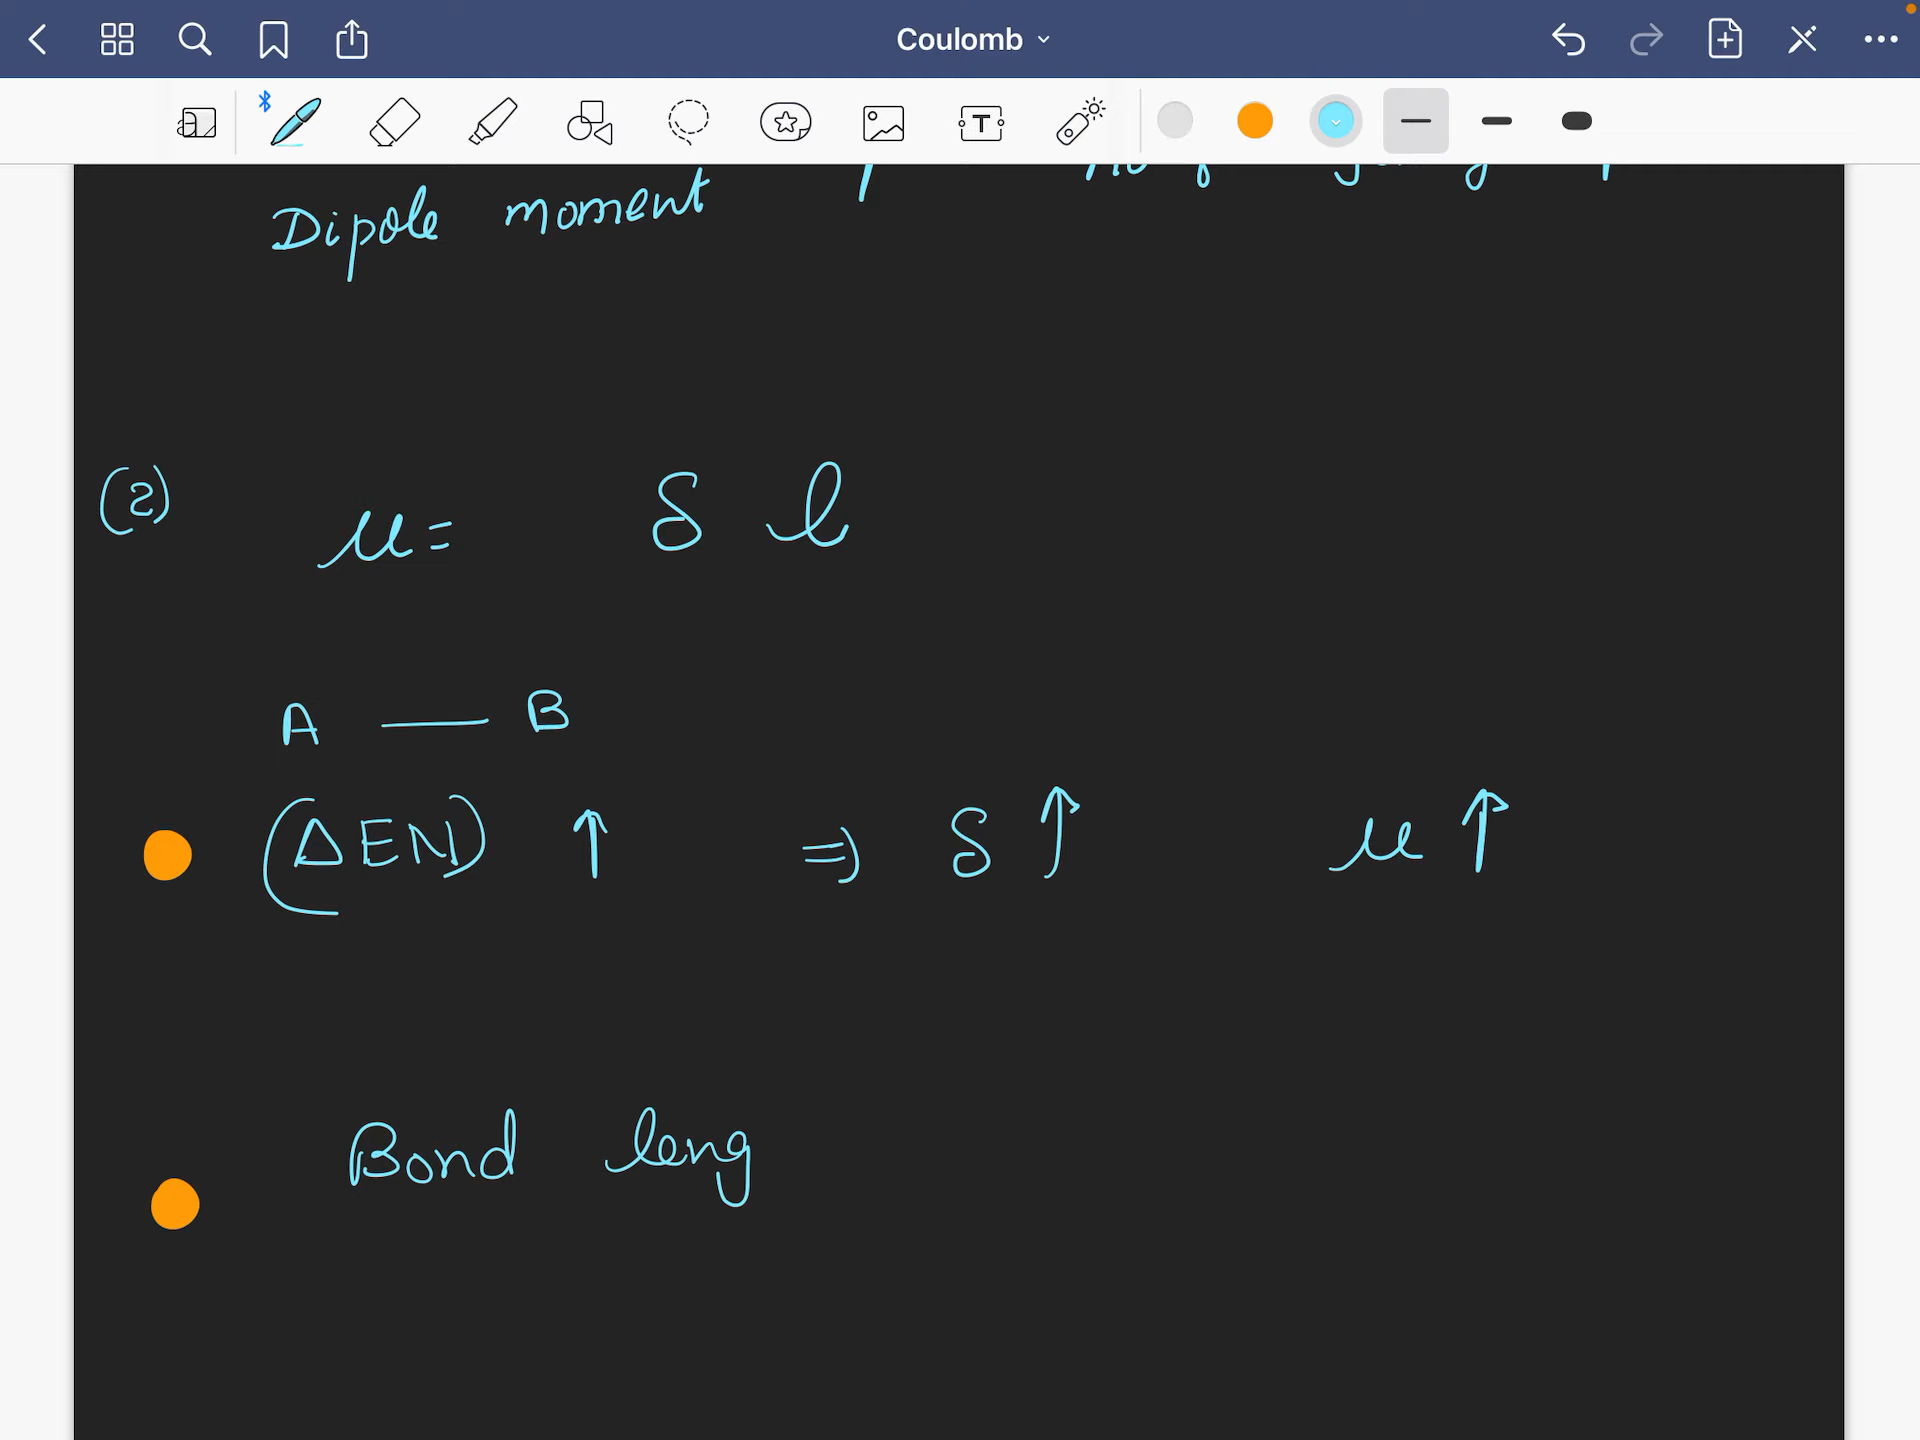 Coulomb
Dipole moment
(2) μ = δ l
A — B
(ΔEN) ↑ ⇒ δ ↑ μ ↑
Bond leng